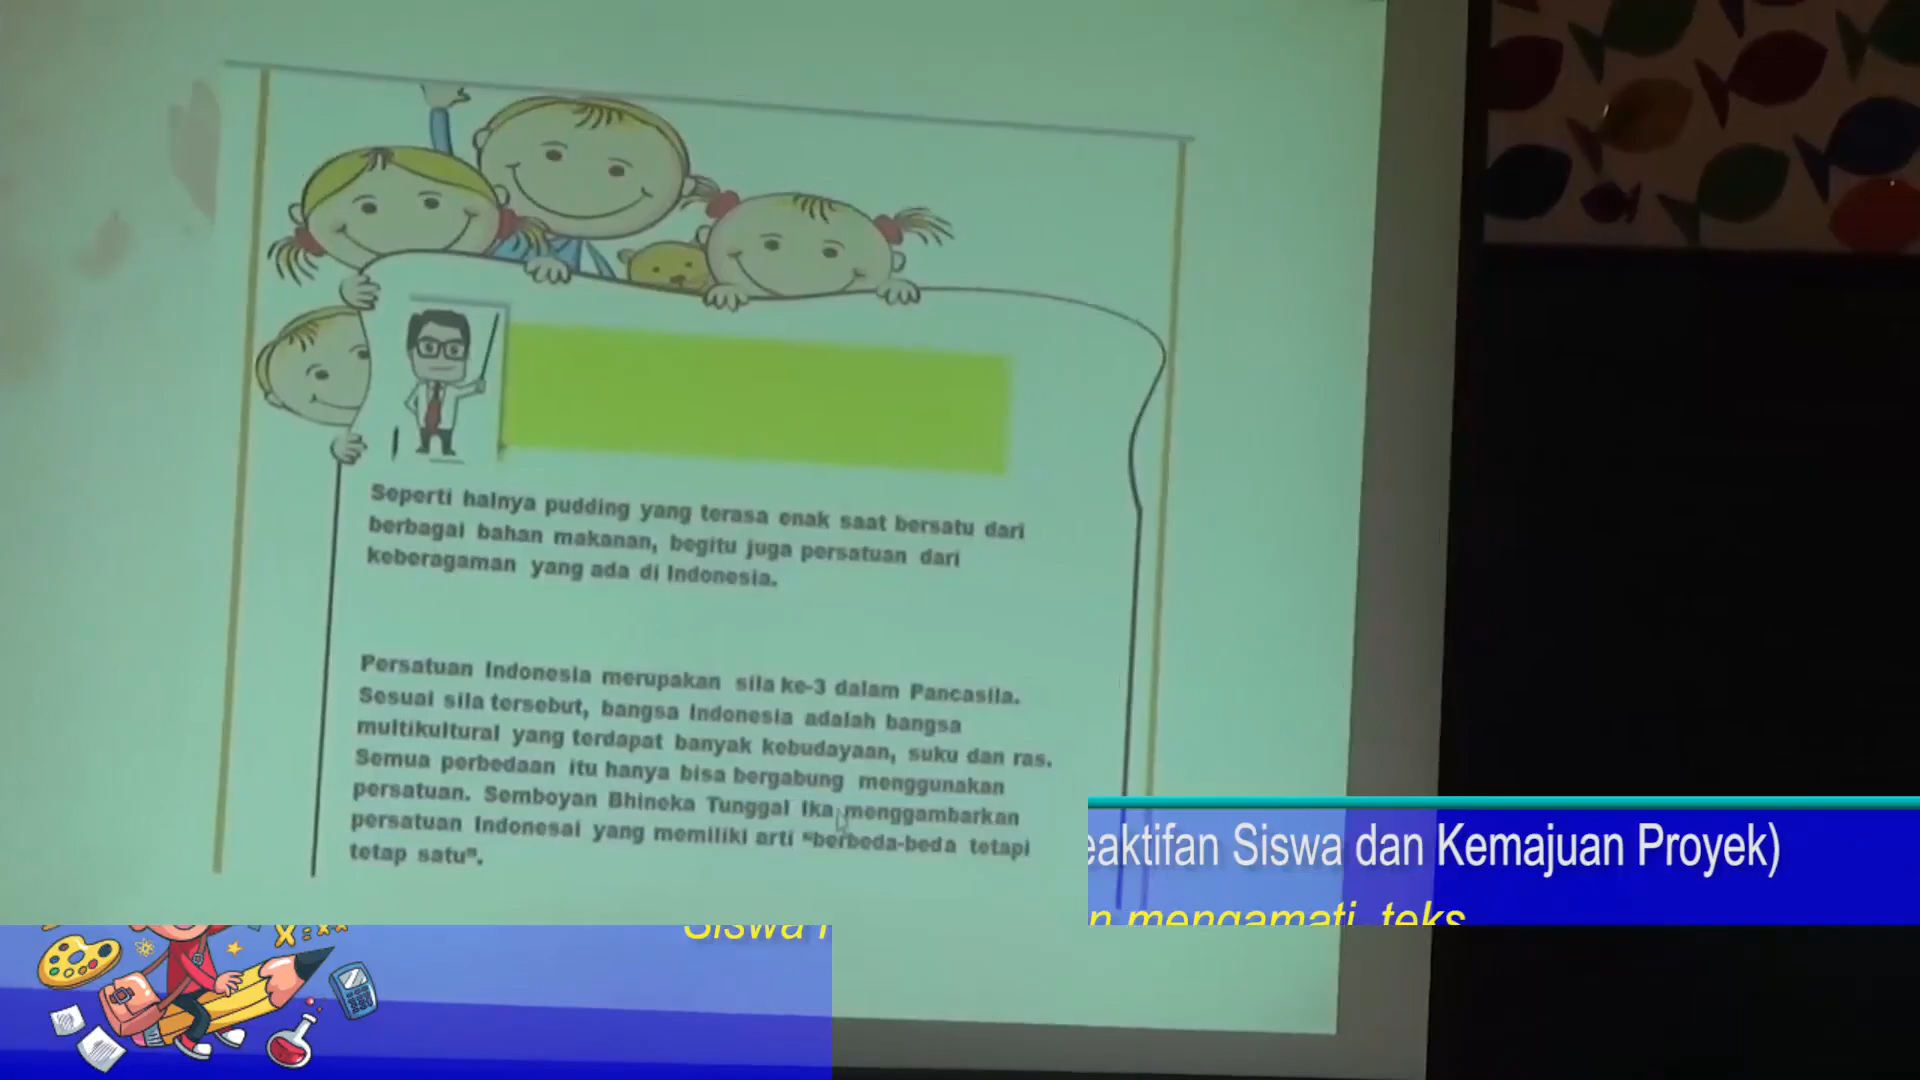 Seperti halnya pudding yang terasa enak saat bersatu dari
berbagai bahan makanan, begitu juga persatuan dari
keberagaman yang ada di Indonesia.
Persatuan Indonesia merupakan sila ke-3 dalam Pancasila.
Sesuai sila tersebut, bangsa Indonesia adalah bangsa
multikultural yang terdapat banyak kebudayaan, suku dan ras.
Semua perbedaan itu hanya bisa bergabung menggunakan
persatuan. Semboyan Bhineka Tunggal Ika menggambarkan
persatuan Indonesai yang memiliki arti "berbeda-beda tetapi
tetap satu".
eaktifan Siswa dan Kemajuan Proyek)
n mengamati teks
Siswa